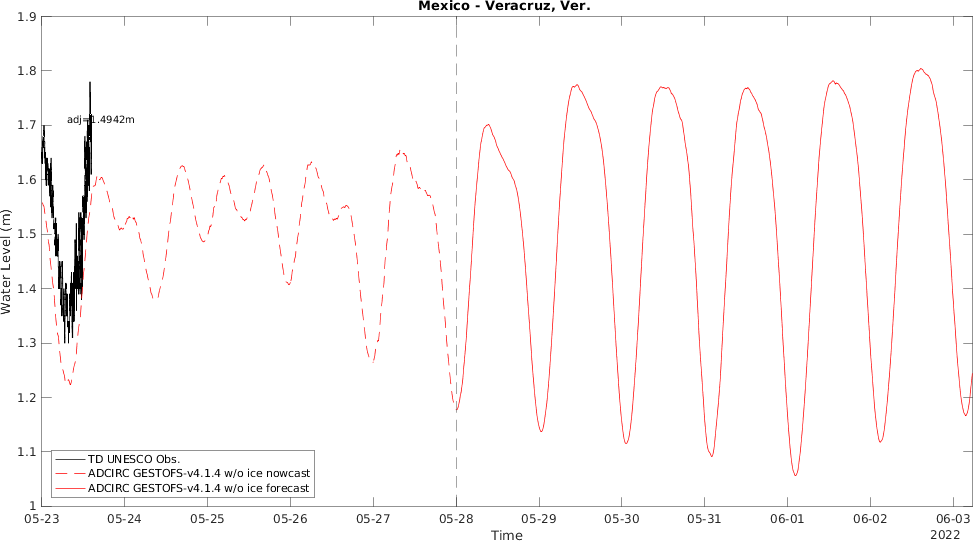 Mexico - Veracruz, Ver.
1.9
1.8
1.7
1.6
1.5
1.4
1.3
1.2
1.1
1
Water Level (m)
adj=1.4942m
TD UNESCO Obs.
ADCIRC GESTOFS-v4.1.4 w/o ice nowcast
ADCIRC GESTOFS-v4.1.4 w/o ice forecast
05-23 05-24 05-25 05-26 05-27 05-28 05-29 05-30 05-31 06-01 06-02 06-03
Time
2022